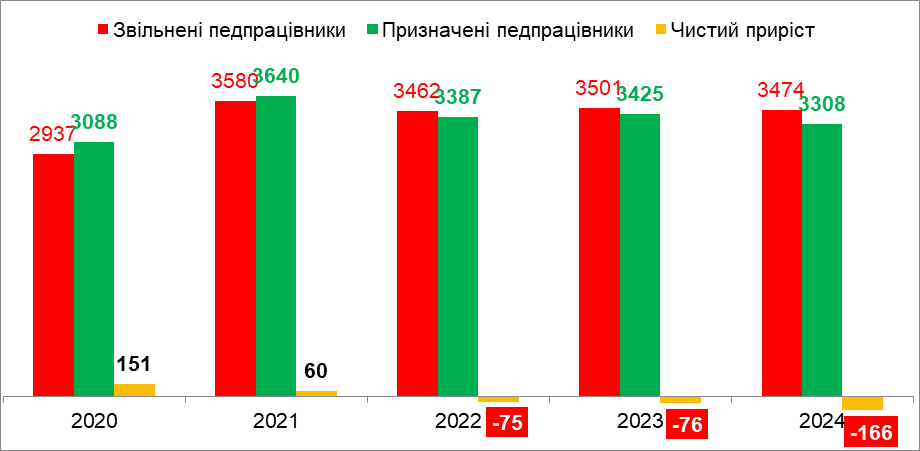 Звільнені педпрацівники Призначені педпрацівники Чистий приріст
2937 3088 151
3580 3640 60
3462 3387
3501 3425
3474 3308
2020 2021 2022 -75 2023 -76 2024 -166